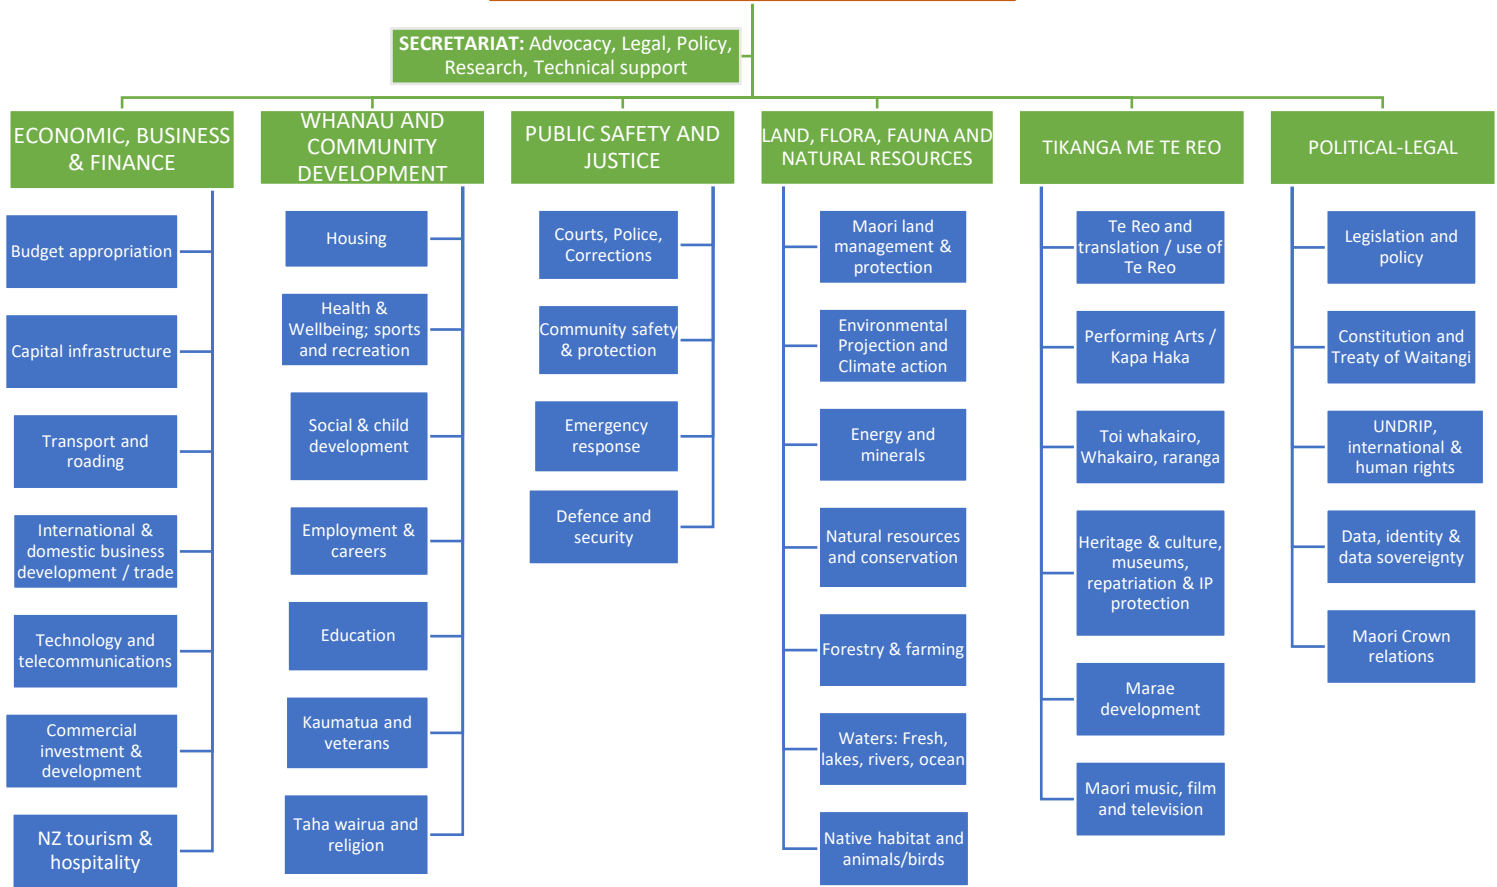 SECRETARIAT: Advocacy, Legal, Policy,
Research, Technical support
ECONOMIC, BUSINESS
& FINANCE
Budget appropriation
Capital infrastructure
Transport and
roading
International &
domestic business
development / trade
Technology and
telecommunications
Commercial
investment &
development
NZ tourism &
hospitality
WHANAU AND
COMMUNITY
DEVELOPMENT
Housing
Health &
Wellbeing; sports
and recreation
Social & child
development
Employment &
careers
Education
Kaumatua and
veterans
Taha wairua and
religion
PUBLIC SAFETY AND
JUSTICE
Courts, Police,
Corrections
Community safety
& protection
Emergency
response
Defence and
security
LAND, FLORA, FAUNA AND
NATURAL RESOURCES
Maori land
management &
protection
Environmental
Projection and
Climate action
Energy and
minerals
Natural resources
and conservation
Forestry & farming
Waters: Fresh,
lakes, rivers, ocean
Native habitat and
animals/birds
TIKANGA ME TE REO
Te Reo and
translation / use of
Te Reo
Performing Arts /
Kapa Haka
Toi whakairo,
Whakairo, raranga
Heritage & culture,
museums,
repatriation & IP
protection
Marae
development
Maori music, film
and television
POLITICAL-LEGAL
Legislation and
policy
Constitution and
Treaty of Waitangi
UNDRIP,
international &
human rights
Data, identity &
data sovereignty
Maori Crown
relations